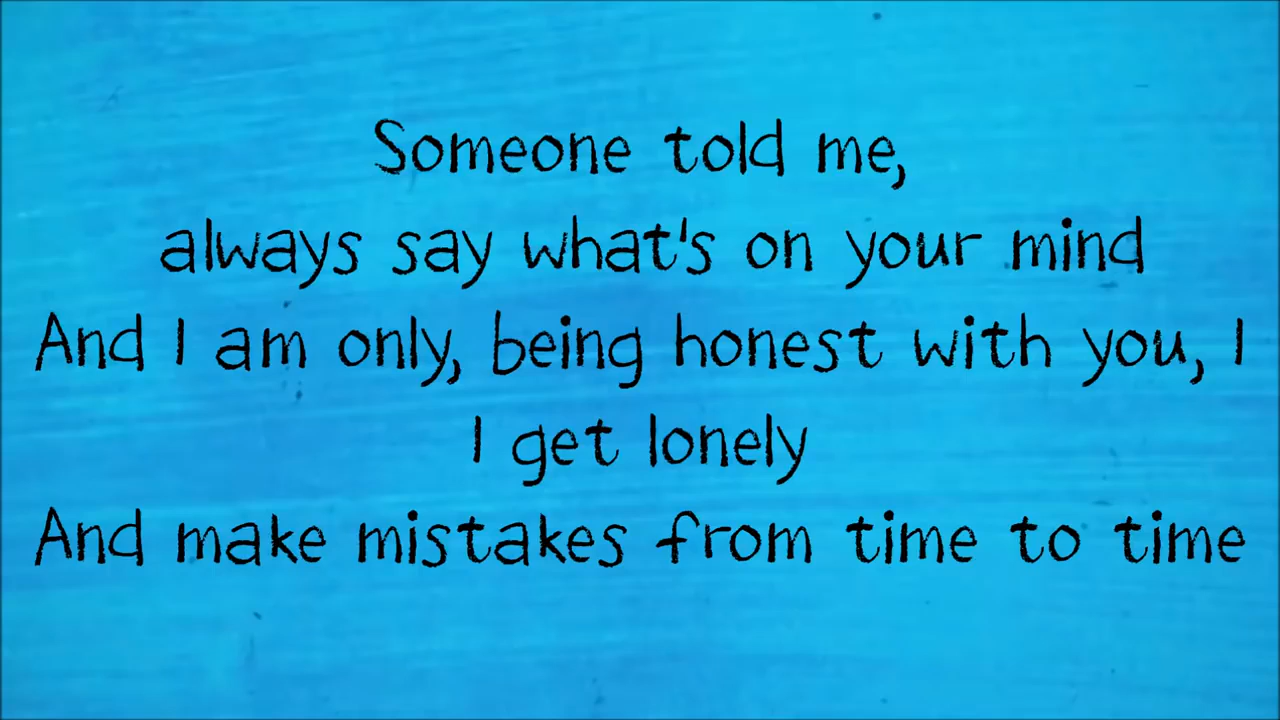 Someone told me,
always say what's on your mind
And I am only, being honest with you, I
I get lonely
And make mistakes from time to time